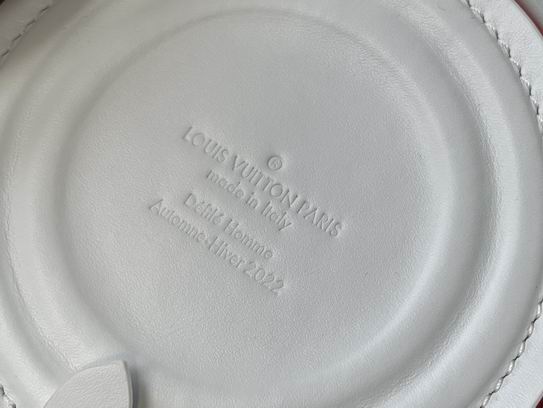 ®
LOUIS VUITTON PARIS
made in Italy
Défilé Homme
Automne-Hiver 2022